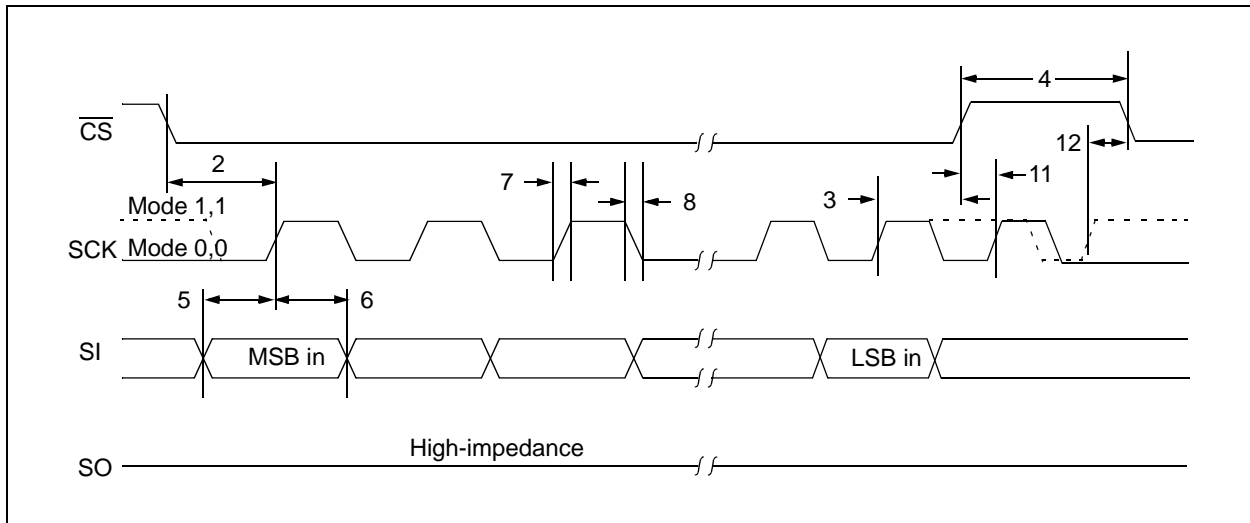 4
CS
12
2
7
11
Mode 1,1
8
3
SCK Mode 0,0
5
6
SI
MSB in
LSB in
High-impedance
SO